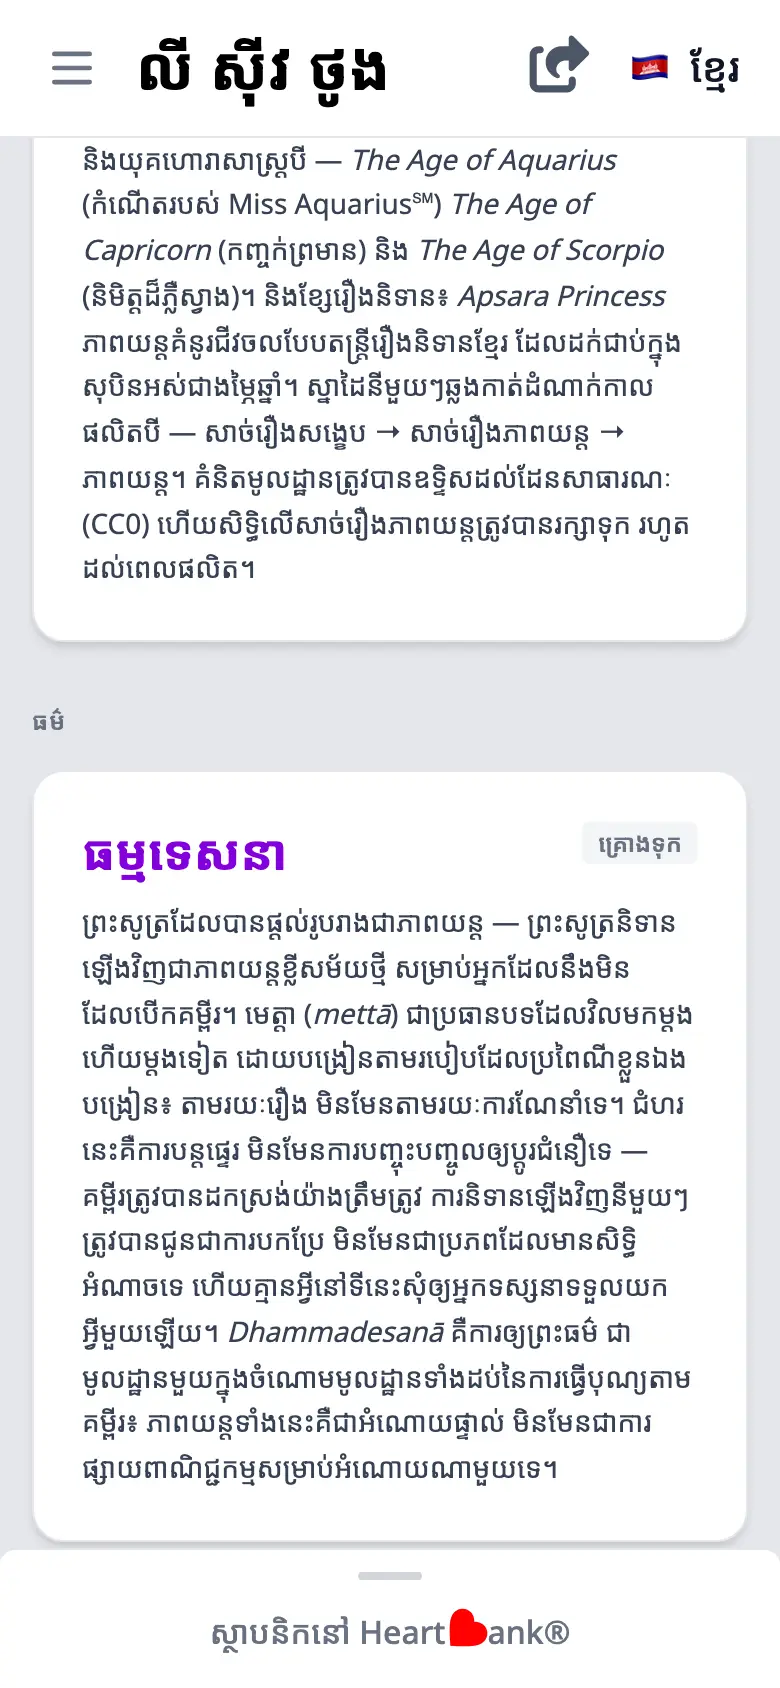 លី ស៊ីវ ថូង
ខ្មែរ
និងយុគហោរាសាស្ត្របី — The Age of Aquarius
(កំណើតរបស់ Miss Aquarius℠) The Age of
Capricorn (កញ្ចក់ព្រមាន) និង The Age of Scorpio
(និមិត្តដ៏ភ្លឺស្វាង)។ និងខ្សែរឿងនិទាន៖ Apsara Princess
ភាពយន្តគំនូរជីវចលបែបតន្ត្រីរឿងនិទានខ្មែរ ដែលដក់ជាប់ក្នុង
សុបិនអស់ជាងម្ភៃឆ្នាំ។ ស្នាដៃនីមួយៗឆ្លងកាត់ដំណាក់កាល
ផលិតបី — សាច់រឿងសង្ខេប → សាច់រឿងភាពយន្ត →
ភាពយន្ត។ គំនិតមូលដ្ឋានត្រូវបានឧទ្ទិសដល់ដែនសាធារណៈ
(CC0) ហើយសិទ្ធិលើសាច់រឿងភាពយន្តត្រូវបានរក្សាទុក រហូត
ដល់ពេលផលិត។
ធម៌
ធម្មទេសនា
គ្រោងទុក
ព្រះសូត្រដែលបានផ្តល់រូបរាងជាភាពយន្ត — ព្រះសូត្រនិទាន
ឡើងវិញជាភាពយន្តខ្លីសម័យថ្មី សម្រាប់អ្នកដែលនឹងមិន
ដែលបើកគម្ពីរ។ មេត្តា (mettā) ជាប្រធានបទដែលវិលមកម្តង
ហើយម្តងទៀត ដោយបង្រៀនតាមរបៀបដែលប្រពៃណីខ្លួនឯង
បង្រៀន៖ តាមរយៈរឿង មិនមែនតាមរយៈការណែនាំទេ។ ជំហរ
នេះគឺការបន្តផ្ទេរ មិនមែនការបញ្ចុះបញ្ចូលឲ្យប្តូរជំនឿទេ —
គម្ពីរត្រូវបានដកស្រង់យ៉ាងត្រឹមត្រូវ ការនិទានឡើងវិញនីមួយៗ
ត្រូវបានជូនជាការបកប្រែ មិនមែនជាប្រភពដែលមានសិទ្ធិ
អំណាចទេ ហើយគ្មានអ្វីនៅទីនេះសុំឲ្យអ្នកទស្សនាទទួលយក
អ្វីមួយឡើយ។ Dhammadesanā គឺការឲ្យព្រះធម៌ ជា
មូលដ្ឋានមួយក្នុងចំណោមមូលដ្ឋានទាំងដប់នៃការធ្វើបុណ្យតាម
គម្ពីរ៖ ភាពយន្តទាំងនេះគឺជាអំណោយផ្ទាល់ មិនមែនជាការ
ផ្សាយពាណិជ្ជកម្មសម្រាប់អំណោយណាមួយទេ។
ស្ថាបនិកនៅ Heartbank®